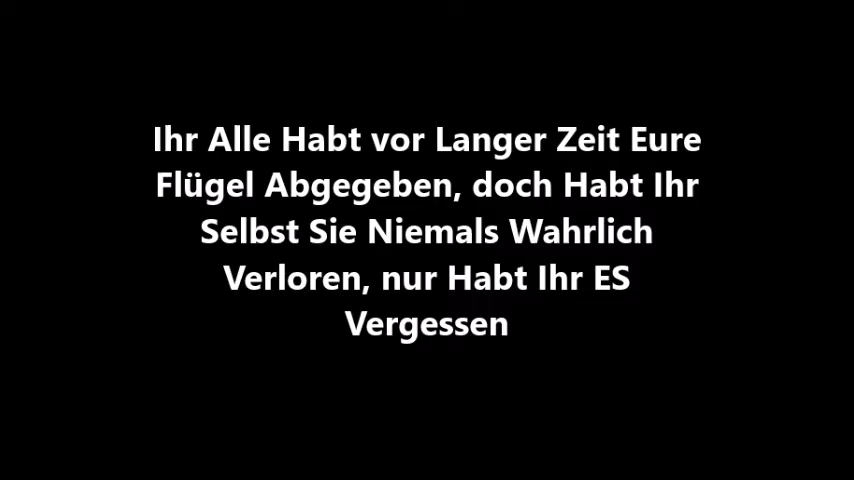 Ihr Alle Habt vor Langer Zeit Eure
Flügel Abgegeben, doch Habt Ihr
Selbst Sie Niemals Wahrlich
Verloren, nur Habt Ihr ES
Vergessen